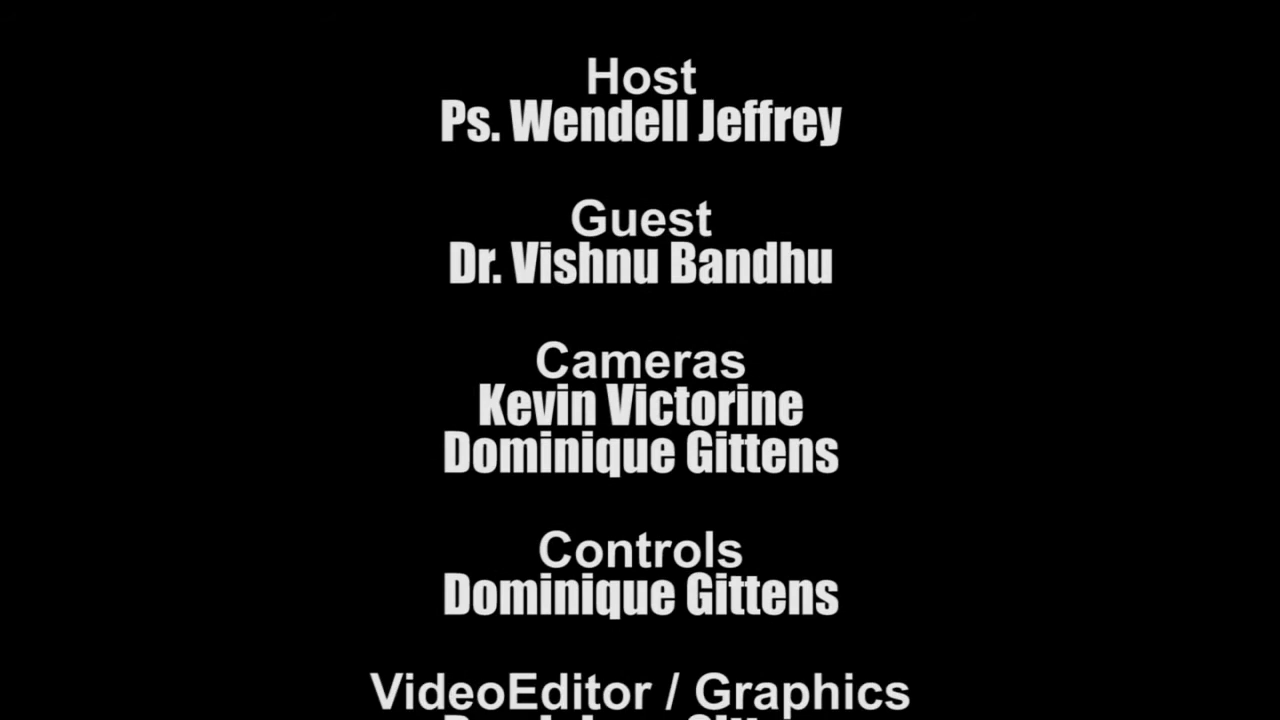 Host
Ps. Wendell Jeffrey
Guest
Dr. Vishnu Bandhu
Cameras
Kevin Victorine
Dominique Gittens
Controls
Dominique Gittens
VideoEditor / Graphics